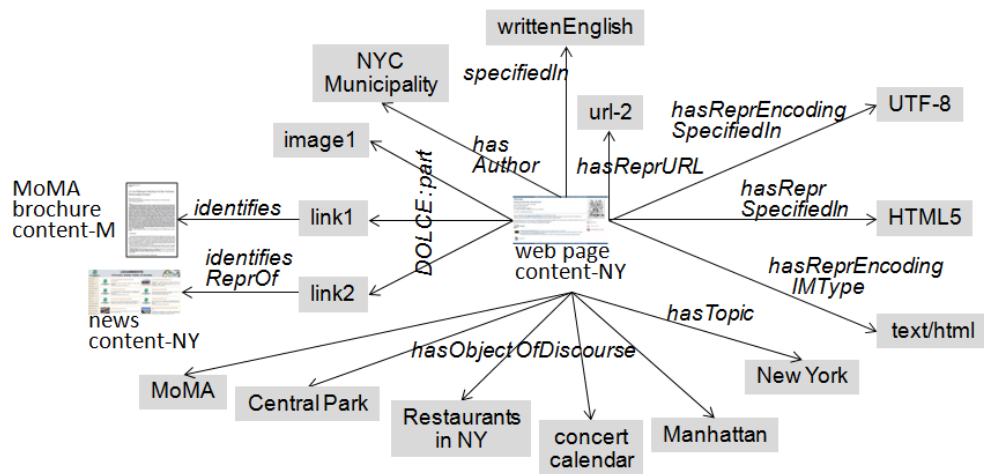 writtenEnglish
NYC
Municipality
specifiedIn
url-2
hasReprEncoding
SpecifiedIn
UTF-8
image1
has
Author
hasReprURL
MoMA
brochure
content-M
identifies
link1
DOLCE:part
hasRepr
SpecifiedIn
HTML5
web page
content-NY
identifies
ReprOf
link2
hasReprEncoding
IMType
news
content-NY
hasTopic
text/html
hasObjectOfDiscourse
MoMA
Central Park
Restaurants
in NY
concert
calendar
Manhattan
New York